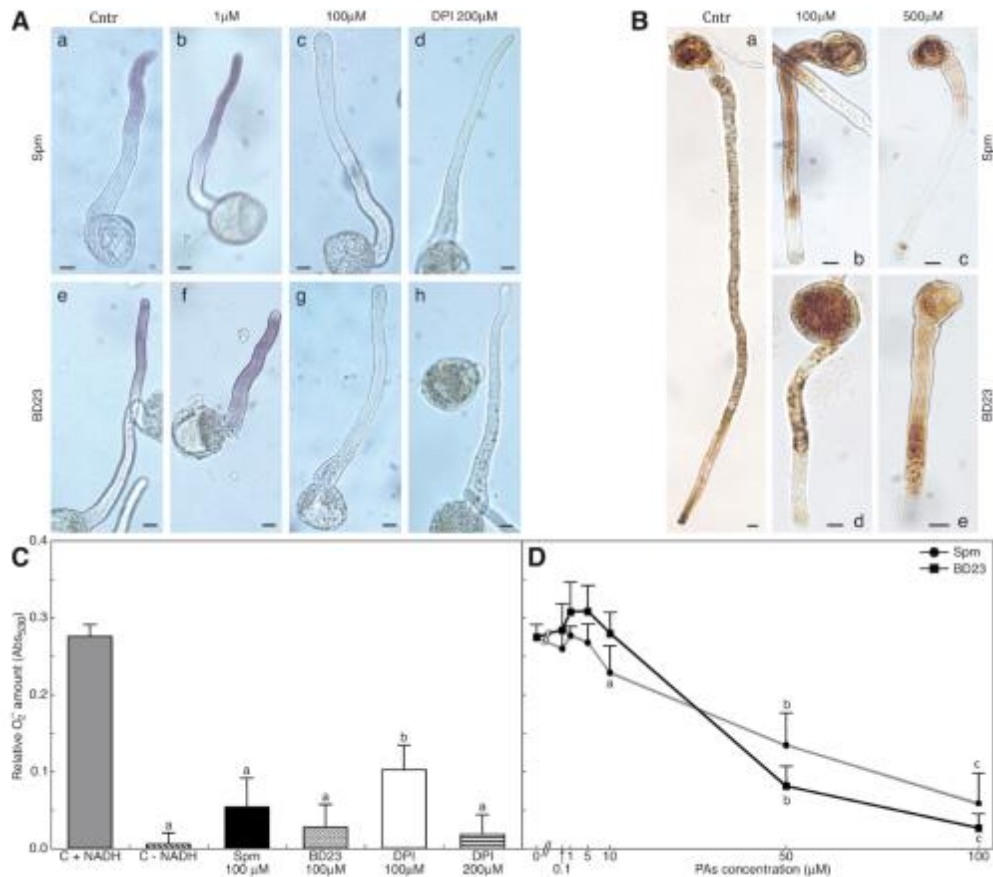 A
Cntr 1μM 100μM DPI 200μM
a b c d
Spm
e f g h
BD23
B
Cntr 100μM 500μM
a
b c
Spm
d e
BD23
C
Relative O₂⁻ amount (Abs₅₃₀)
0.4
0.3
0.2
0.1
0.0
a a a b a
C + NADH C - NADH Spm 100 μM BD23 100μM DPI 100μM DPI 200μM
D
Spm
BD23
a b c
b c
0 0.1 1 5 10 50 100
PAs concentration (μM)